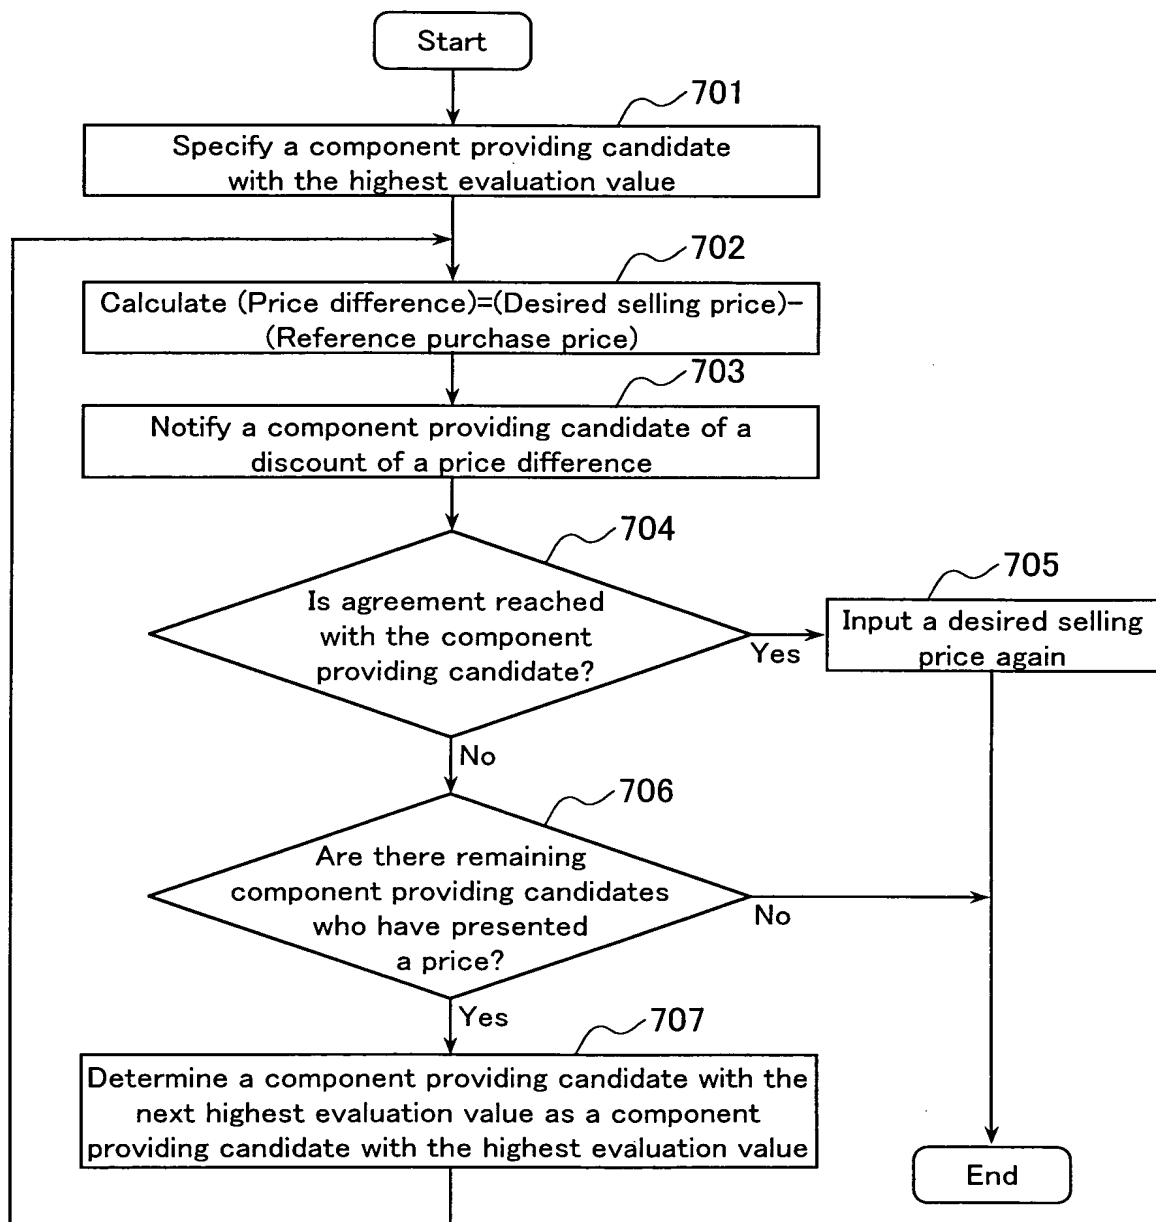 Start
701
Specify a component providing candidate
with the highest evaluation value
702
Calculate (Price difference)=(Desired selling price)-
(Reference purchase price)
703
Notify a component providing candidate of a
discount of a price difference
704
Is agreement reached
with the component
providing candidate?
Yes
705
Input a desired selling
price again
No
706
Are there remaining
component providing candidates
who have presented
a price?
No
Yes
707
Determine a component providing candidate with the
next highest evaluation value as a component
providing candidate with the highest evaluation value
End